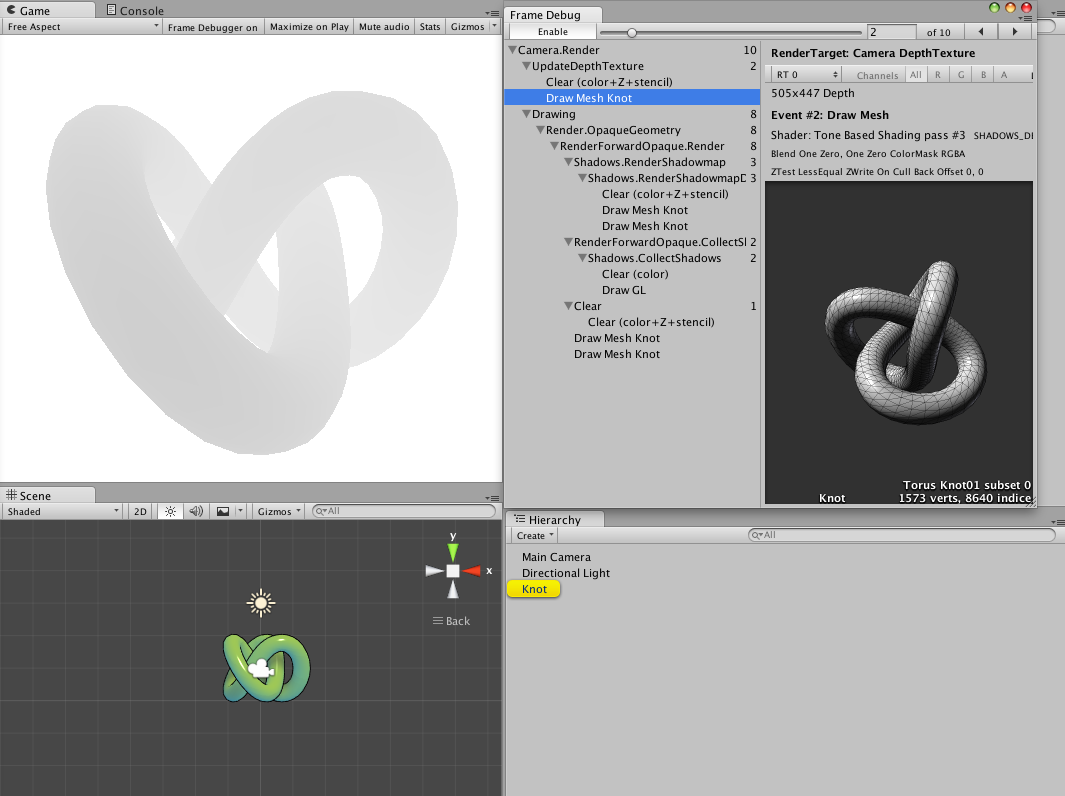 Game
Console
Free Aspect
Frame Debugger on
Maximize on Play
Mute audio
Stats
Gizmos
Frame Debug
Enable
2
of 10
Camera.Render 10
UpdateDepthTexture 2
Clear (color+Z+stencil)
Draw Mesh Knot
Drawing 8
Render.OpaqueGeometry 8
RenderForwardOpaque.Render 8
Shadows.RenderShadowmap 3
Shadows.RenderShadowmapD 3
Clear (color+Z+stencil)
Draw Mesh Knot
Draw Mesh Knot
RenderForwardOpaque.CollectSl 2
Shadows.CollectShadows 2
Clear (color)
Draw GL
Clear 1
Clear (color+Z+stencil)
Draw Mesh Knot
Draw Mesh Knot
RenderTarget: Camera DepthTexture
RT 0
Channels All R G B A
505x447 Depth
Event #2: Draw Mesh
Shader: Tone Based Shading pass #3 SHADOWS_DE
Blend One Zero, One Zero ColorMask RGBA
ZTest LessEqual ZWrite On Cull Back Offset 0, 0
Torus Knot01 subset 0
Knot 1573 verts, 8640 indice
Scene
Shaded
2D
Gizmos
All
y
x
Back
Hierarchy
Create
All
Main Camera
Directional Light
Knot